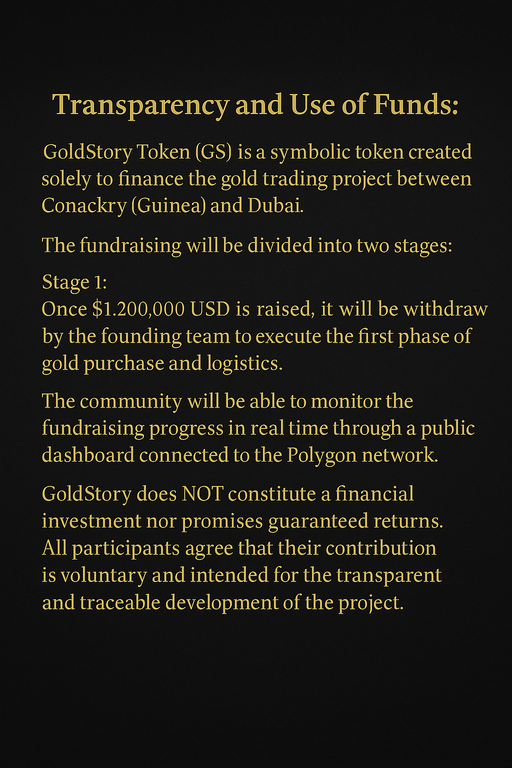 Transparency and Use of Funds:
GoldStory Token (GS) is a symbolic token created
solely to finance the gold trading project between
Conackry (Guinea) and Dubai.
The fundraising will be divided into two stages:
Stage 1:
Once $1.200,000 USD is raised, it will be withdraw
by the founding team to execute the first phase of
gold purchase and logistics.
The community will be able to monitor the
fundraising progress in real time through a public
dashboard connected to the Polygon network.
GoldStory does NOT constitute a financial
investment nor promises guaranteed returns.
All participants agree that their contribution
is voluntary and intended for the transparent
and traceable development of the project.